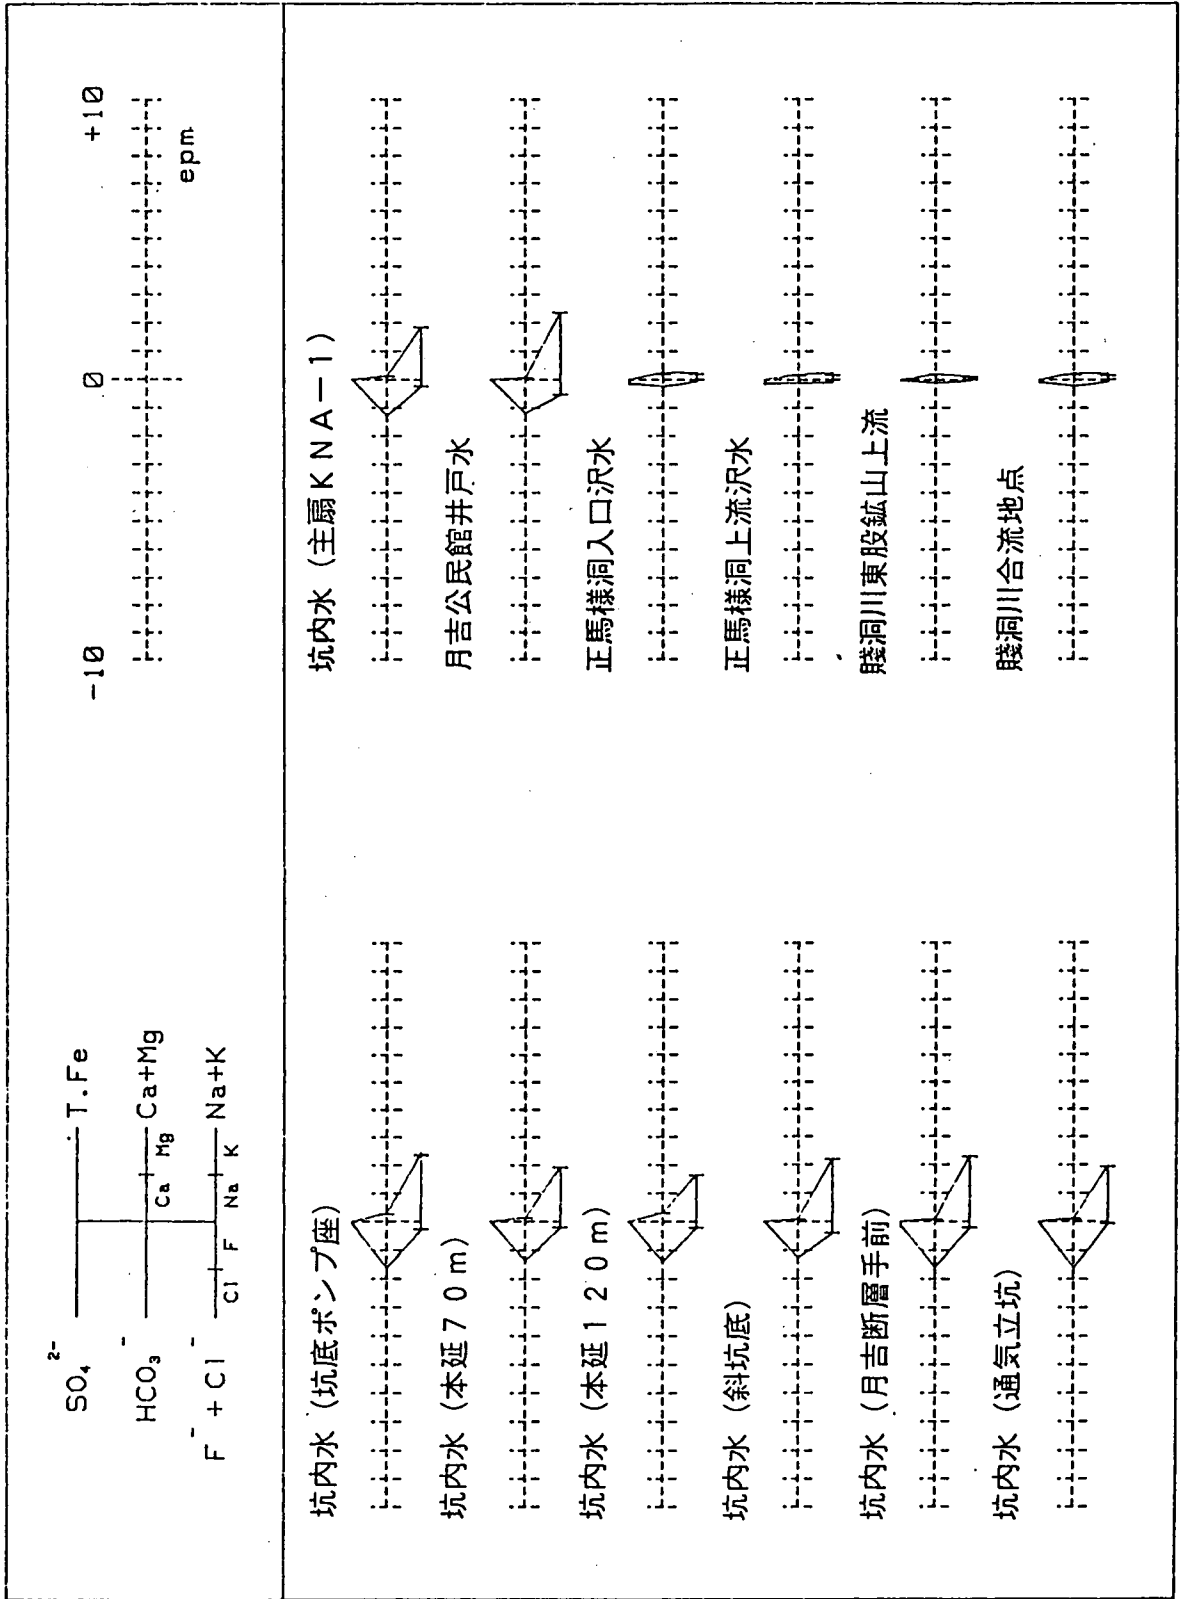 SO₄²⁻ T.Fe
HCO₃⁻ Ca Mg Ca+Mg
F⁻ + Cl⁻ Cl F Na K Na+K
-10 0 +10
epm
坑内水 (坑底ポンプ座)
坑内水 (本延70m)
坑内水 (本延120m)
坑内水 (斜坑底)
坑内水 (月吉断層手前)
坑内水 (通気立坑)
坑内水 (主扇KNA-1)
月吉公民館井戸水
正馬様洞入口沢水
正馬様洞上流沢水
賤洞川東股鉱山上流
賤洞川合流地点